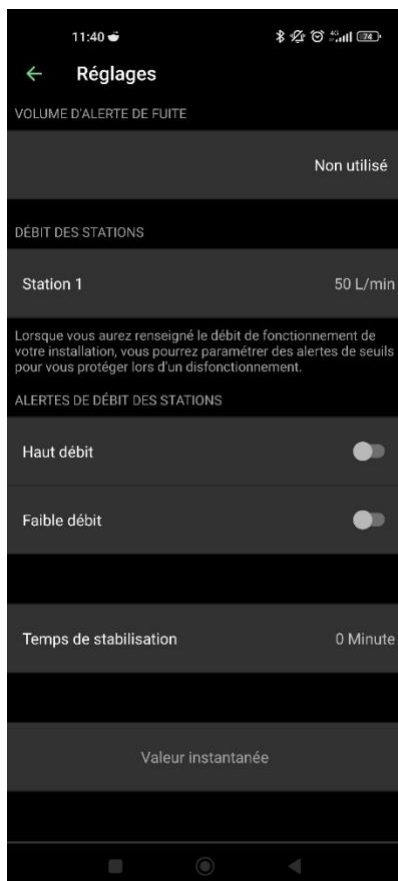 11:40
4G
74
Réglages
VOLUME D'ALERTE DE FUITE
Non utilisé
DÉBIT DES STATIONS
Station 1 50 L/min
Lorsque vous aurez renseigné le débit de fonctionnement de
votre installation, vous pourrez paramétrer des alertes de seuils
pour vous protéger lors d'un disfonctionnement.
ALERTES DE DÉBIT DES STATIONS
Haut débit
Faible débit
Temps de stabilisation 0 Minute
Valeur instantanée